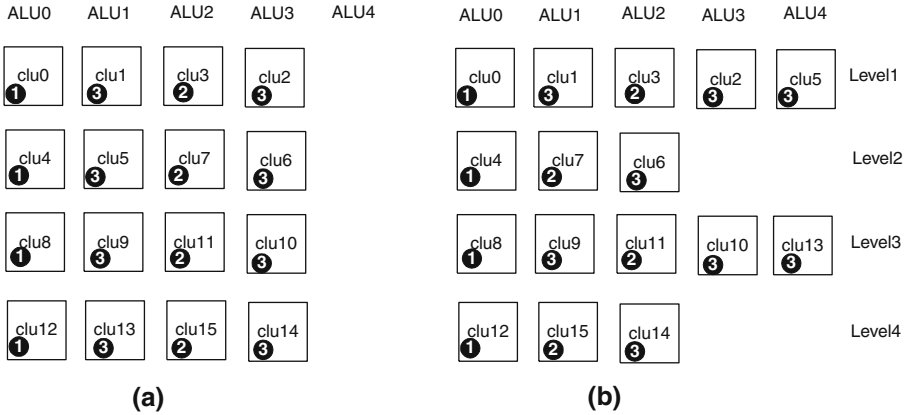 ALU0 ALU1 ALU2 ALU3 ALU4
clu0 clu1 clu3 clu2
1 3 2 3
clu4 clu5 clu7 clu6
1 3 2 3
clu8 clu9 clu11 clu10
1 3 2 3
clu12 clu13 clu15 clu14
1 3 2 3
(a)
ALU0 ALU1 ALU2 ALU3 ALU4
clu0 clu1 clu3 clu2 clu5 Level1
1 3 2 3 3
clu4 clu7 clu6 Level2
1 2 3
clu8 clu9 clu11 clu10 clu13 Level3
1 3 2 3 3
clu12 clu15 clu14 Level4
1 2 3
(b)